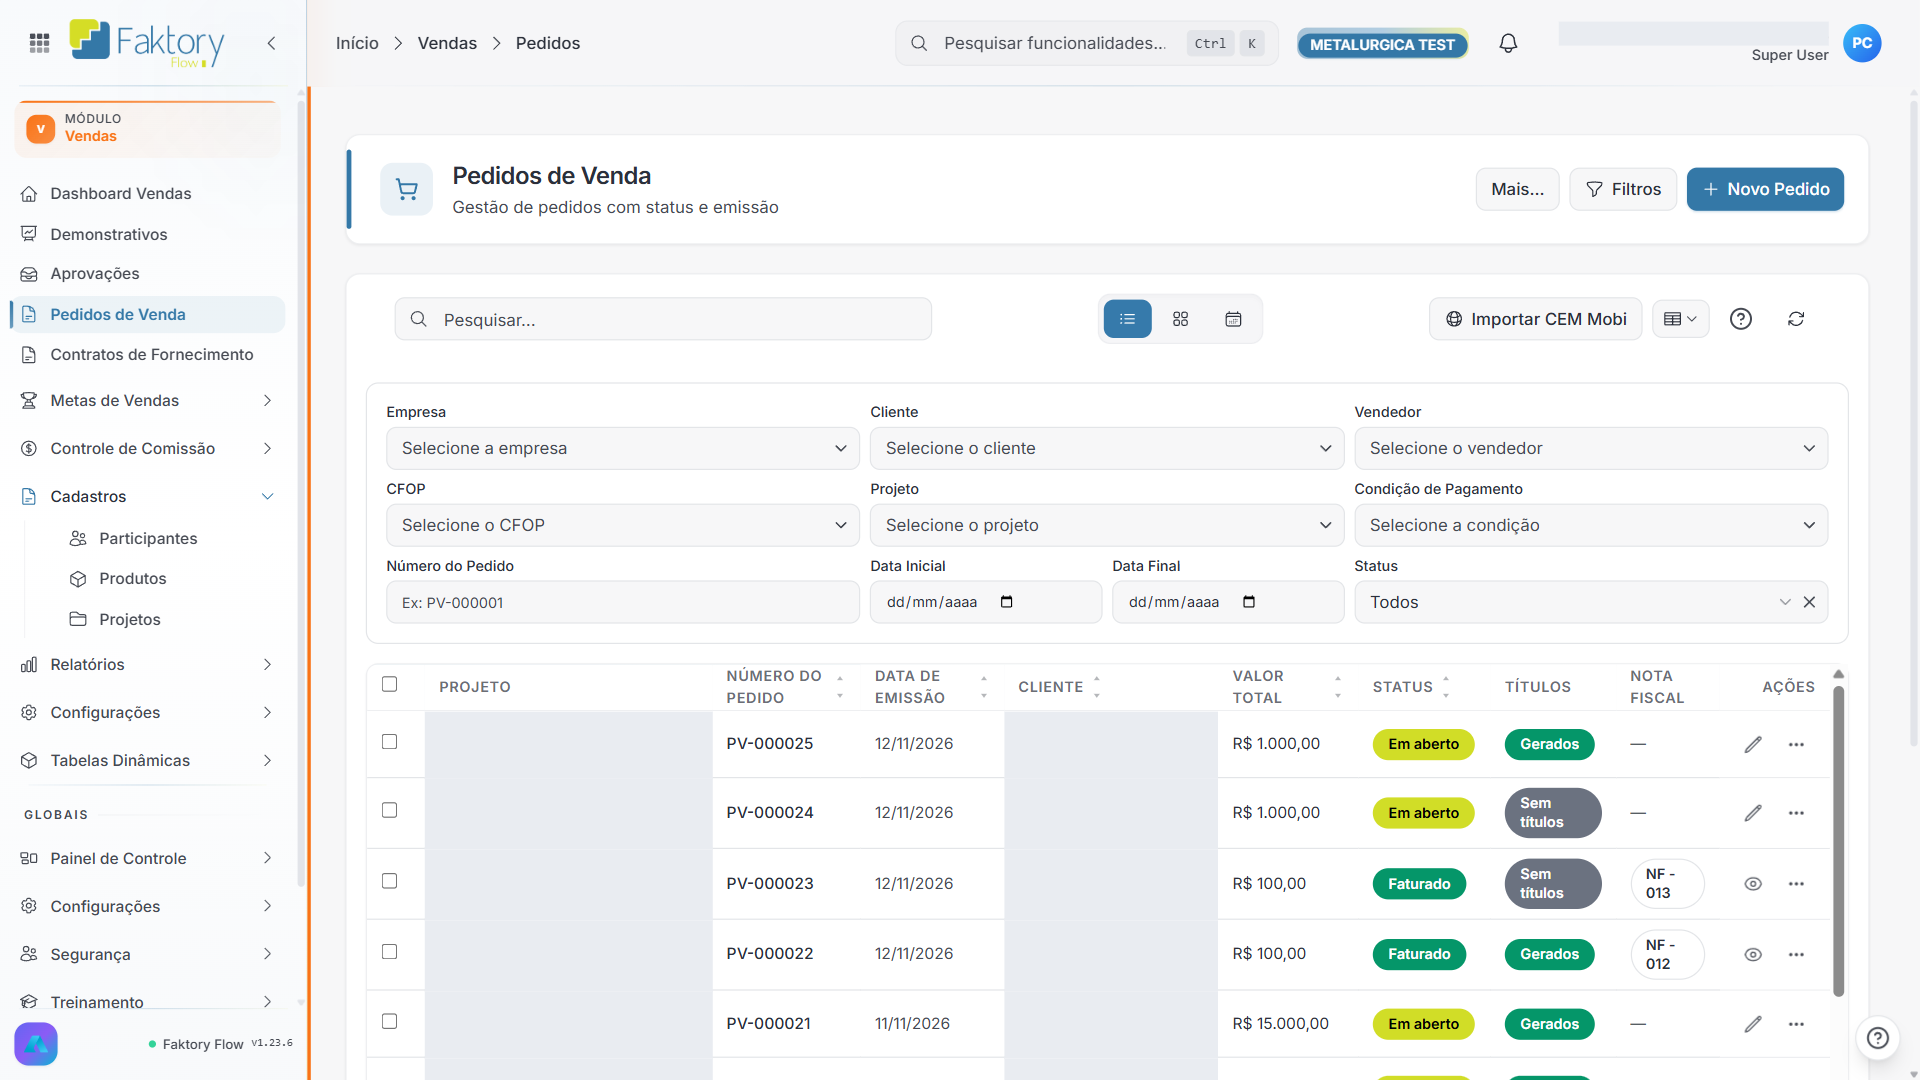 Faktory
Flow
Início
Vendas
Pedidos
Pesquisar funcionalidades...
Ctrl
K
METALURGICA TEST
Super User
PC
V
MÓDULO
Vendas
Dashboard Vendas
Demonstrativos
Aprovações
Pedidos de Venda
Contratos de Fornecimento
Metas de Vendas
Controle de Comissão
Cadastros
Participantes
Produtos
Projetos
Relatórios
Configurações
Tabelas Dinâmicas
GLOBAIS
Painel de Controle
Configurações
Segurança
Treinamento
Faktory Flow v1.23.6
Pedidos de Venda
Gestão de pedidos com status e emissão
Mais...
Filtros
Novo Pedido
Pesquisar...
Importar CEM Mobi
Empresa
Selecione a empresa
Cliente
Selecione o cliente
Vendedor
Selecione o vendedor
CFOP
Selecione o CFOP
Projeto
Selecione o projeto
Condição de Pagamento
Selecione a condição
Número do Pedido
Ex: PV-000001
Data Inicial
dd/mm/aaaa
Data Final
dd/mm/aaaa
Status
Todos
PROJETO
NÚMERO DO
PEDIDO
DATA DE
EMISSÃO
CLIENTE
VALOR
TOTAL
STATUS
TÍTULOS
NOTA
FISCAL
AÇÕES
PV-000025
12/11/2026
R$ 1.000,00
Em aberto
Gerados
—
PV-000024
12/11/2026
R$ 1.000,00
Em aberto
Sem
títulos
—
PV-000023
12/11/2026
R$ 100,00
Faturado
Sem
títulos
NF -
013
PV-000022
12/11/2026
R$ 100,00
Faturado
Gerados
NF -
012
PV-000021
11/11/2026
R$ 15.000,00
Em aberto
Gerados
—